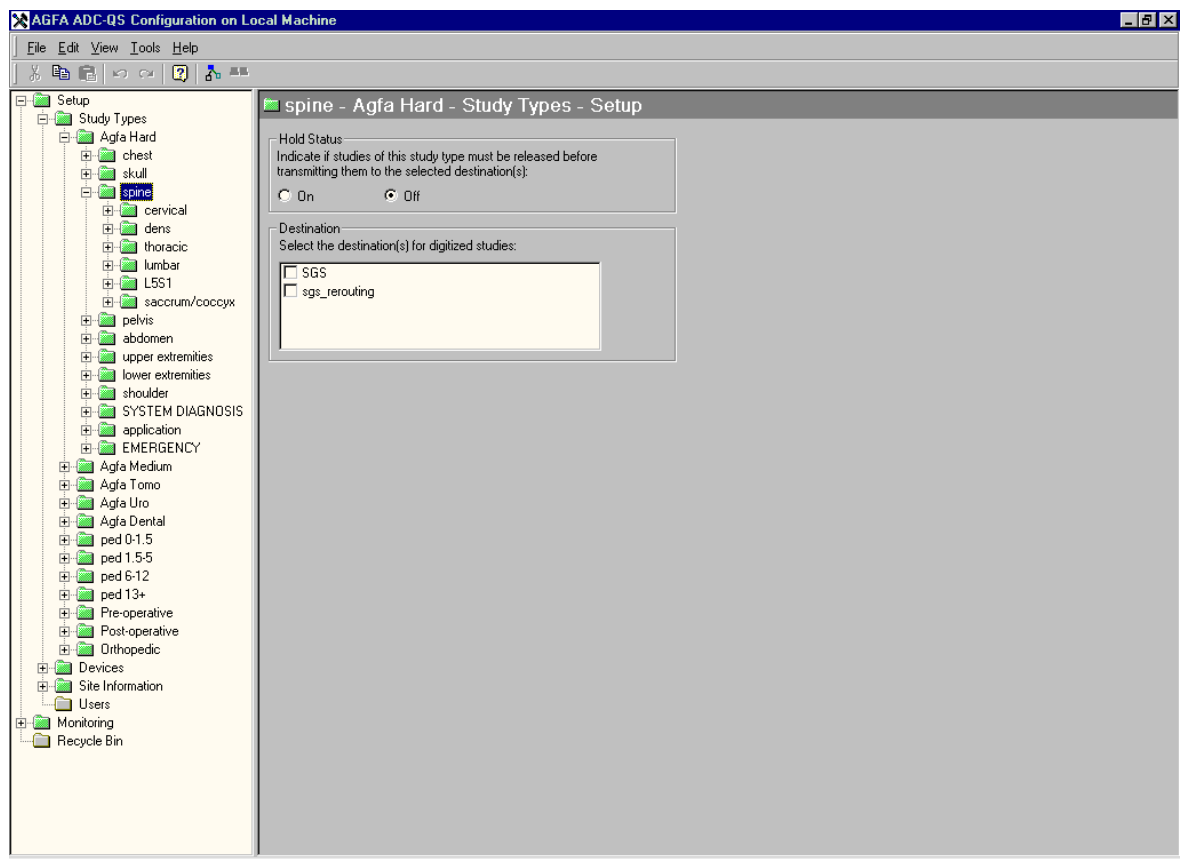 AGFA ADC-QS Configuration on Local Machine
File Edit View Tools Help
Setup
Study Types
Agfa Hard
chest
skull
spine
cervical
dens
thoracic
lumbar
L5S1
saccrum/coccyx
pelvis
abdomen
upper extremities
lower extremities
shoulder
SYSTEM DIAGNOSIS
application
EMERGENCY
Agfa Medium
Agfa Tomo
Agfa Uro
Agfa Dental
ped 0-1.5
ped 1.5-5
ped 6-12
ped 13+
Pre-operative
Post-operative
Orthopedic
Devices
Site Information
Users
Monitoring
Recycle Bin
spine - Agfa Hard - Study Types - Setup
Hold Status
Indicate if studies of this study type must be released before
transmitting them to the selected destination(s):
On Off
Destination
Select the destination(s) for digitized studies:
SGS
sgs_rerouting